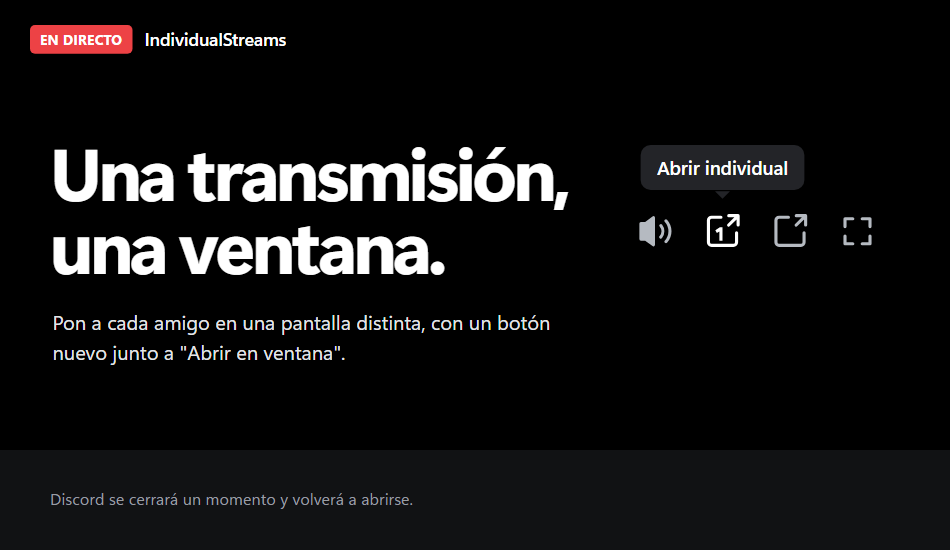 EN DIRECTO IndividualStreams
Una transmisión,
una ventana.
Abrir individual
1
Pon a cada amigo en una pantalla distinta, con un botón
nuevo junto a "Abrir en ventana".
Discord se cerrará un momento y volverá a abrirse.